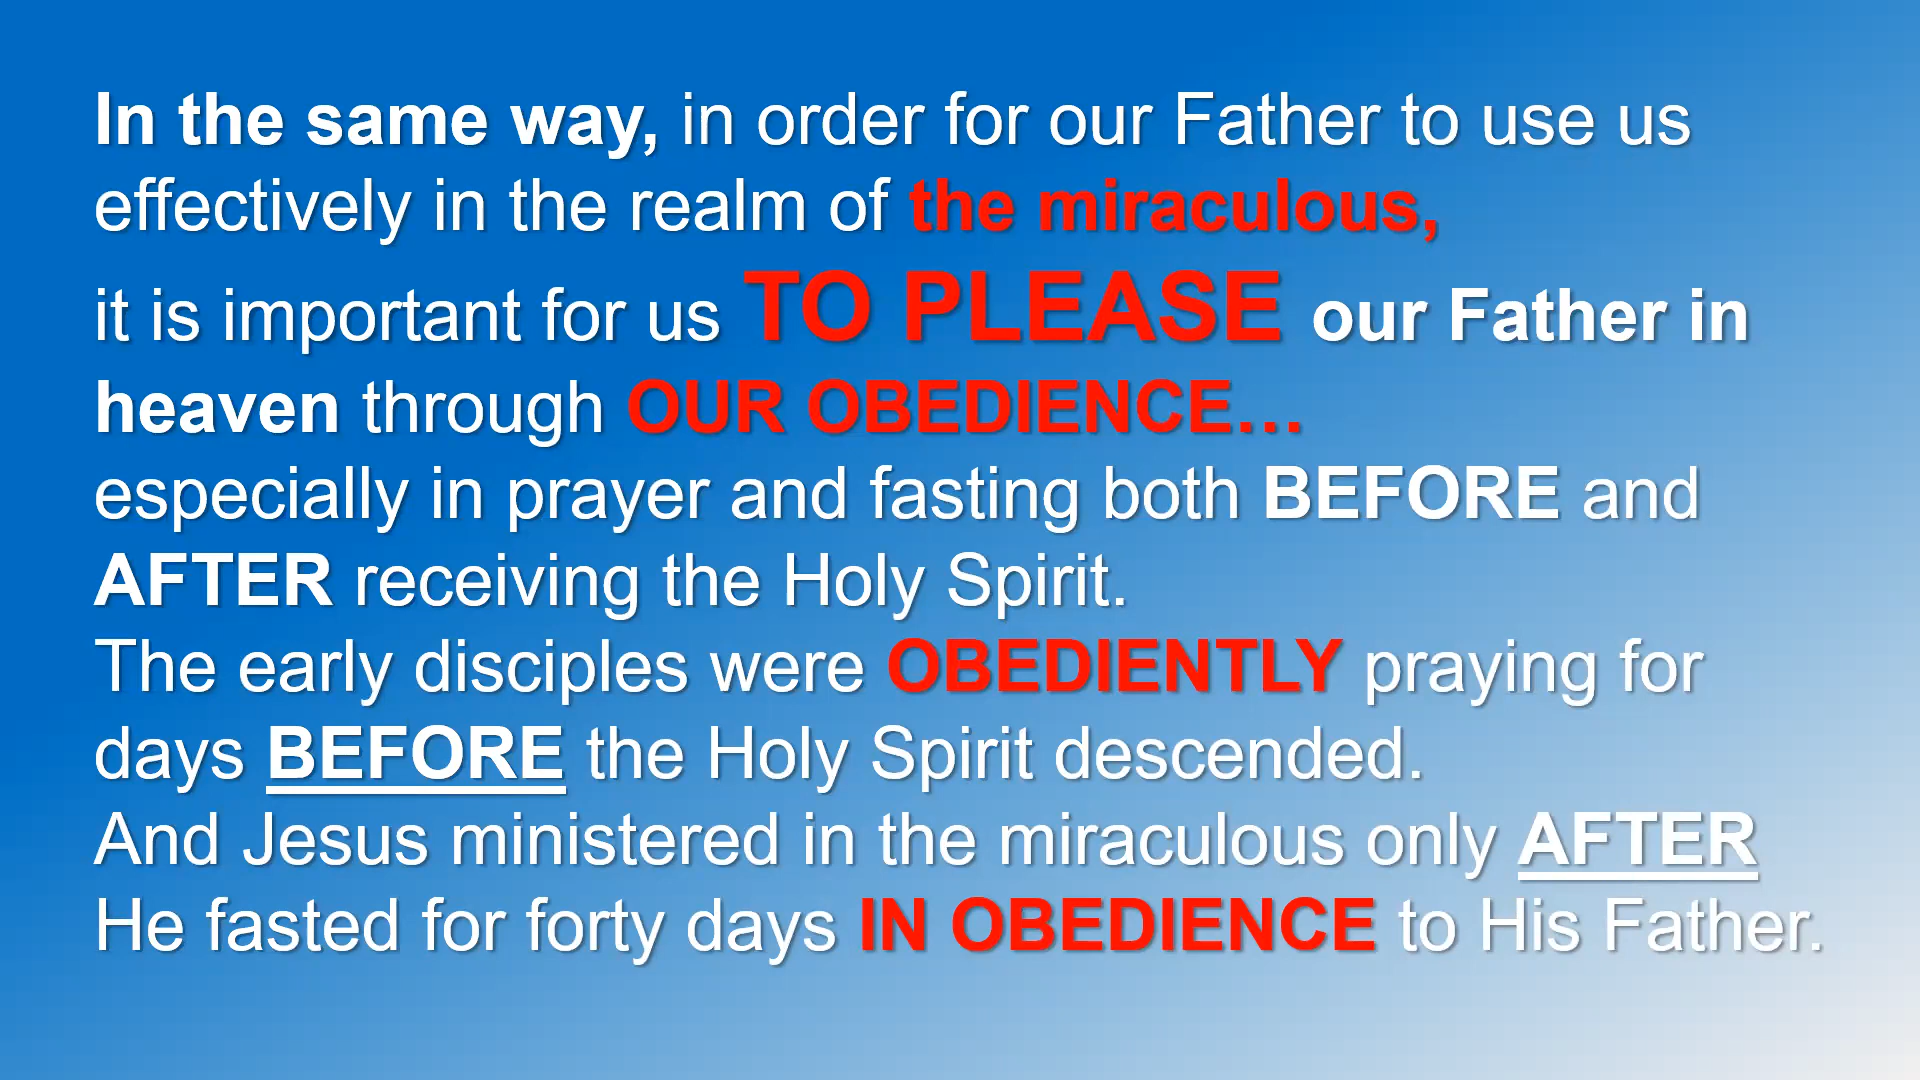 In the same way, in order for our Father to use us
effectively in the realm of the miraculous,
it is important for us TO PLEASE our Father in
heaven through OUR OBEDIENCE...
especially in prayer and fasting both BEFORE and
AFTER receiving the Holy Spirit.
The early disciples were OBEDIENTLY praying for
days BEFORE the Holy Spirit descended.
And Jesus ministered in the miraculous only AFTER
He fasted for forty days IN OBEDIENCE to His Father.